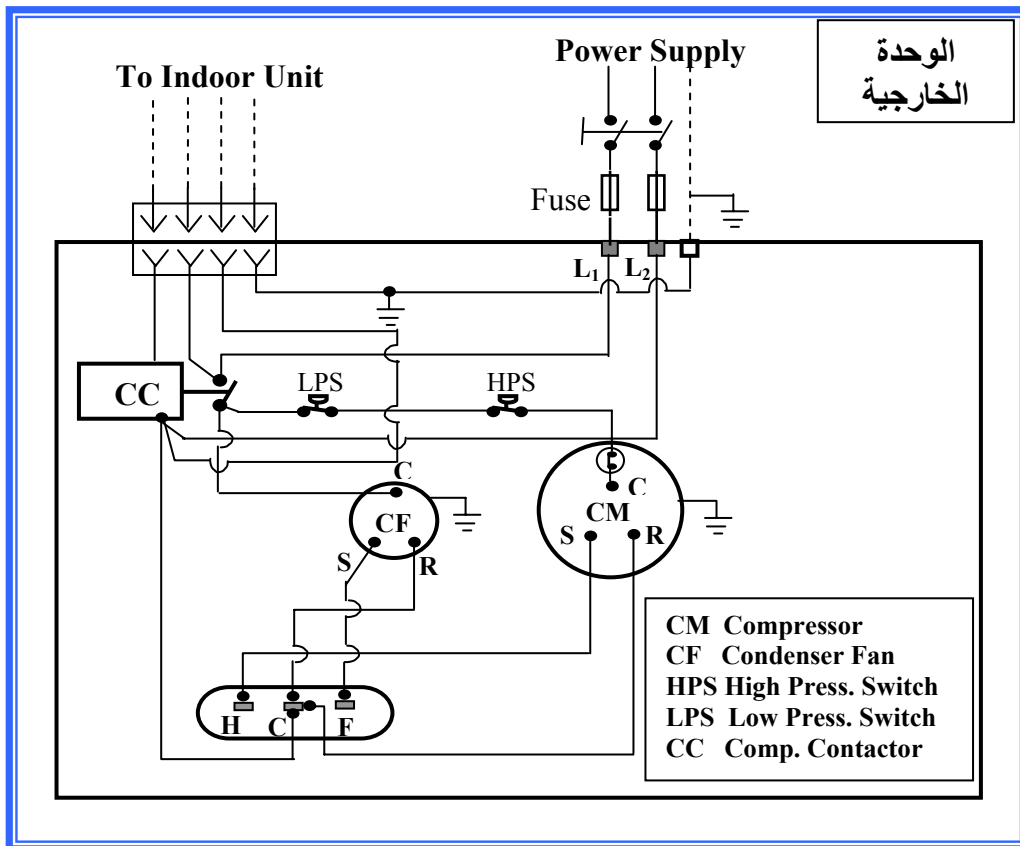 الوحدة
الخارجية
Power Supply
To Indoor Unit
Fuse
L₁ L₂
CC
LPS
HPS
C
CF
S
R
C
CM
S
R
H
C
F
CM Compressor
CF Condenser Fan
HPS High Press. Switch
LPS Low Press. Switch
CC Comp. Contactor